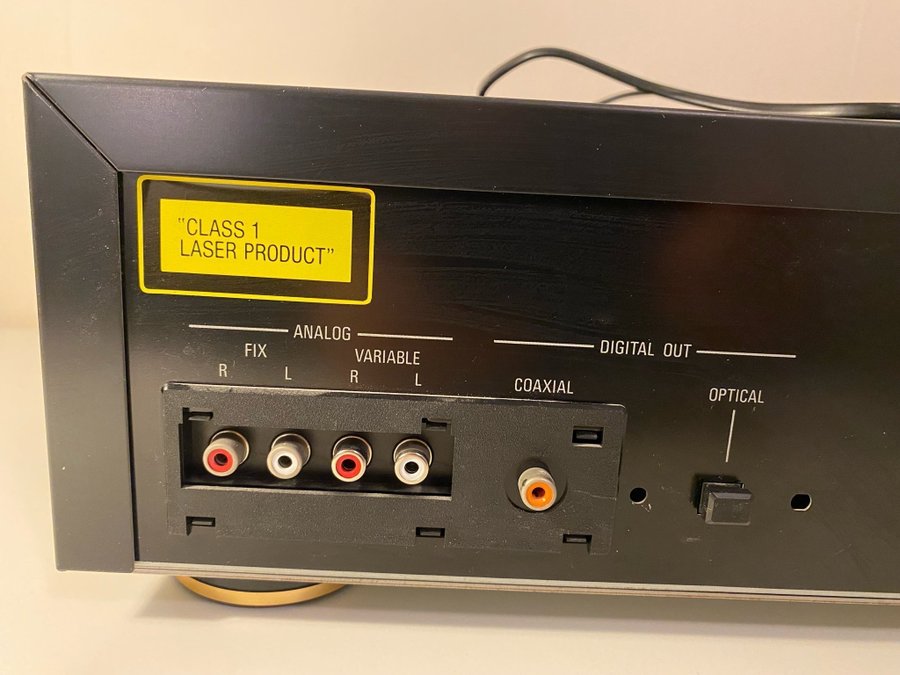 "CLASS 1
LASER PRODUCT"
ANALOG
FIX
VARIABLE
R
L
R
L
DIGITAL OUT
COAXIAL
OPTICAL